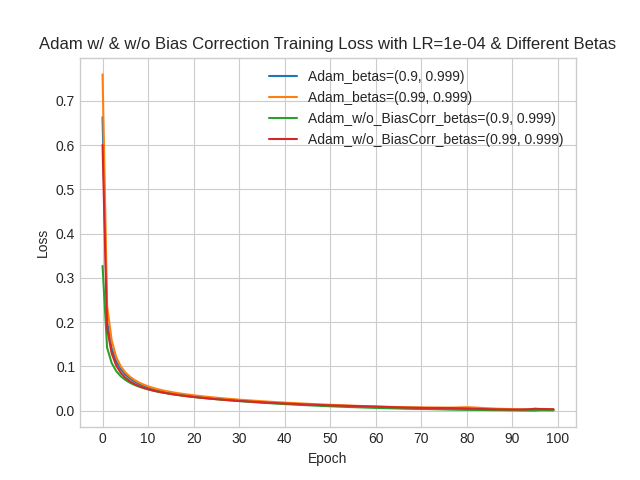 Adam w/ & w/o Bias Correction Training Loss with LR=1e-04 & Different Betas
Adam_betas=(0.9, 0.999)
Adam_betas=(0.99, 0.999)
Adam_w/o_BiasCorr_betas=(0.9, 0.999)
Adam_w/o_BiasCorr_betas=(0.99, 0.999)
Loss
0.7
0.6
0.5
0.4
0.3
0.2
0.1
0.0
0 10 20 30 40 50 60 70 80 90 100
Epoch